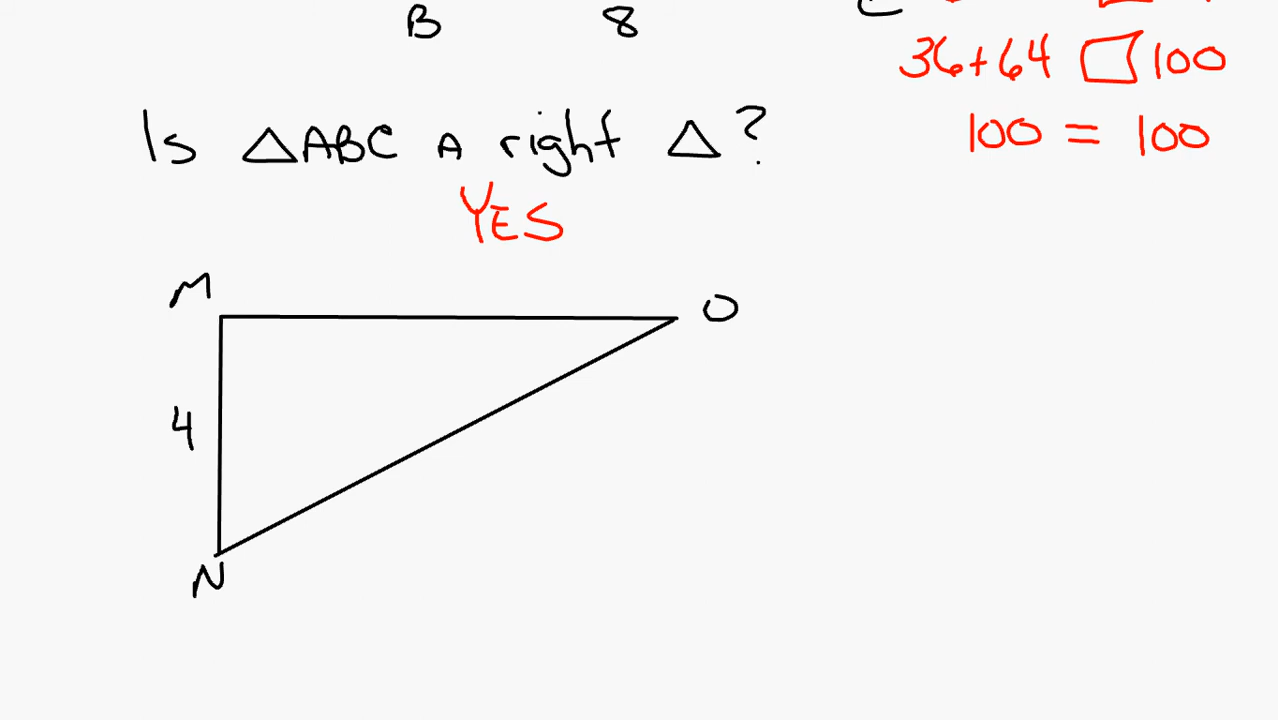 B 8
36+64 □ 100
100 = 100
Is △ABC A right △?
YES
M
O
4
N